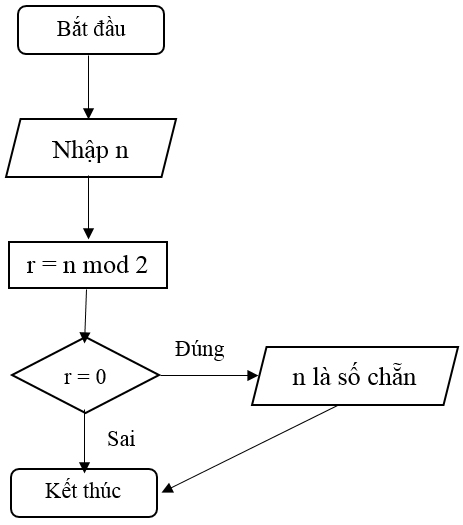 Bắt đầu
Nhập n
r = n mod 2
r = 0
Đúng
n là số chẵn
Sai
Kết thúc